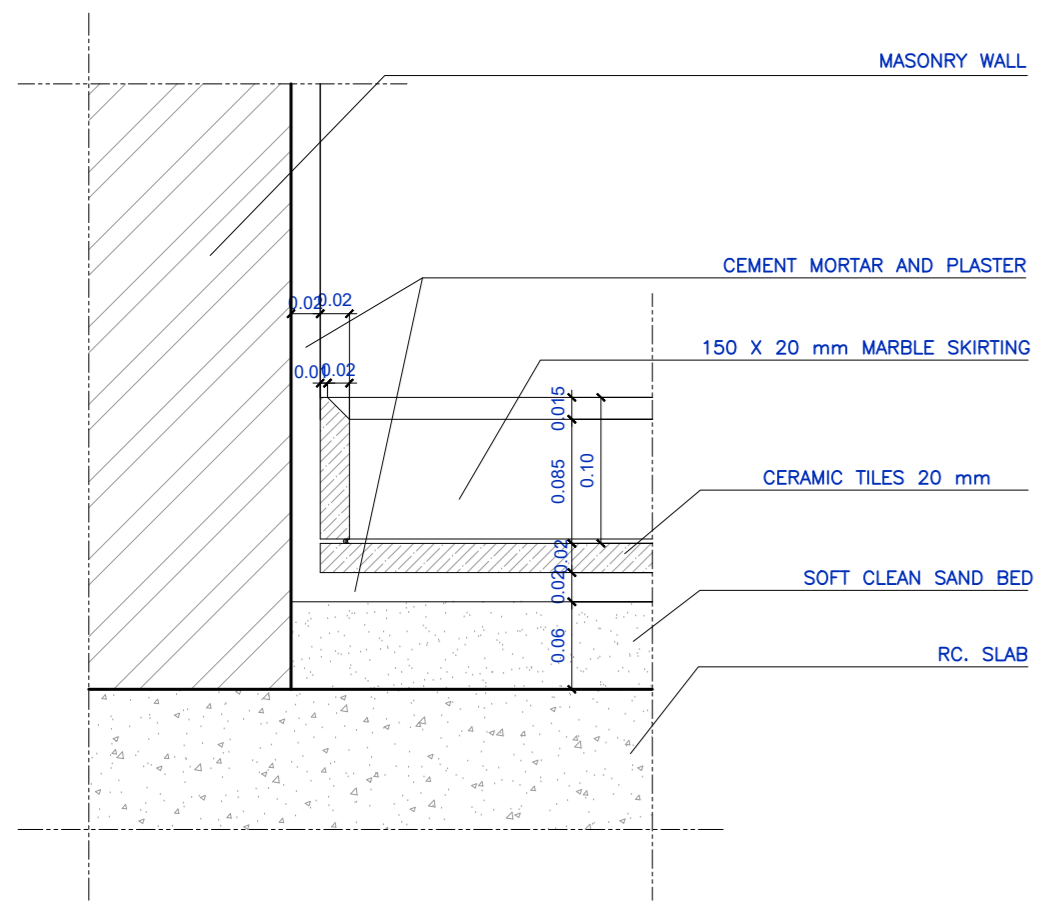 MASONRY WALL
CEMENT MORTAR AND PLASTER
0.02 0.02
150 X 20 mm MARBLE SKIRTING
0.01 0.02
0.015
0.085
0.10
CERAMIC TILES 20 mm
0.02
0.02
SOFT CLEAN SAND BED
0.06
RC. SLAB